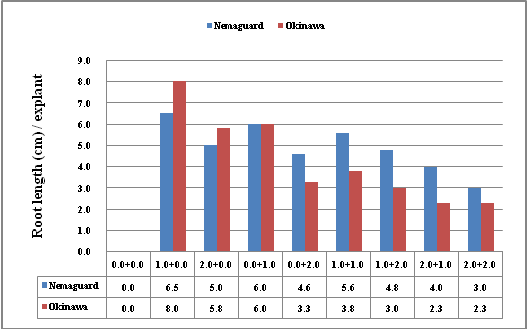 Nemaguard Okinawa
Root length (cm) / explant
9.0
8.0
7.0
6.0
5.0
4.0
3.0
2.0
1.0
0.0
0.0+0.0 1.0+0.0 2.0+0.0 0.0+1.0 0.0+2.0 1.0+1.0 1.0+2.0 2.0+1.0 2.0+2.0
Nemaguard 0.0 6.5 5.0 6.0 4.6 5.6 4.8 4.0 3.0
Okinawa 0.0 8.0 5.8 6.0 3.3 3.8 3.0 2.3 2.3